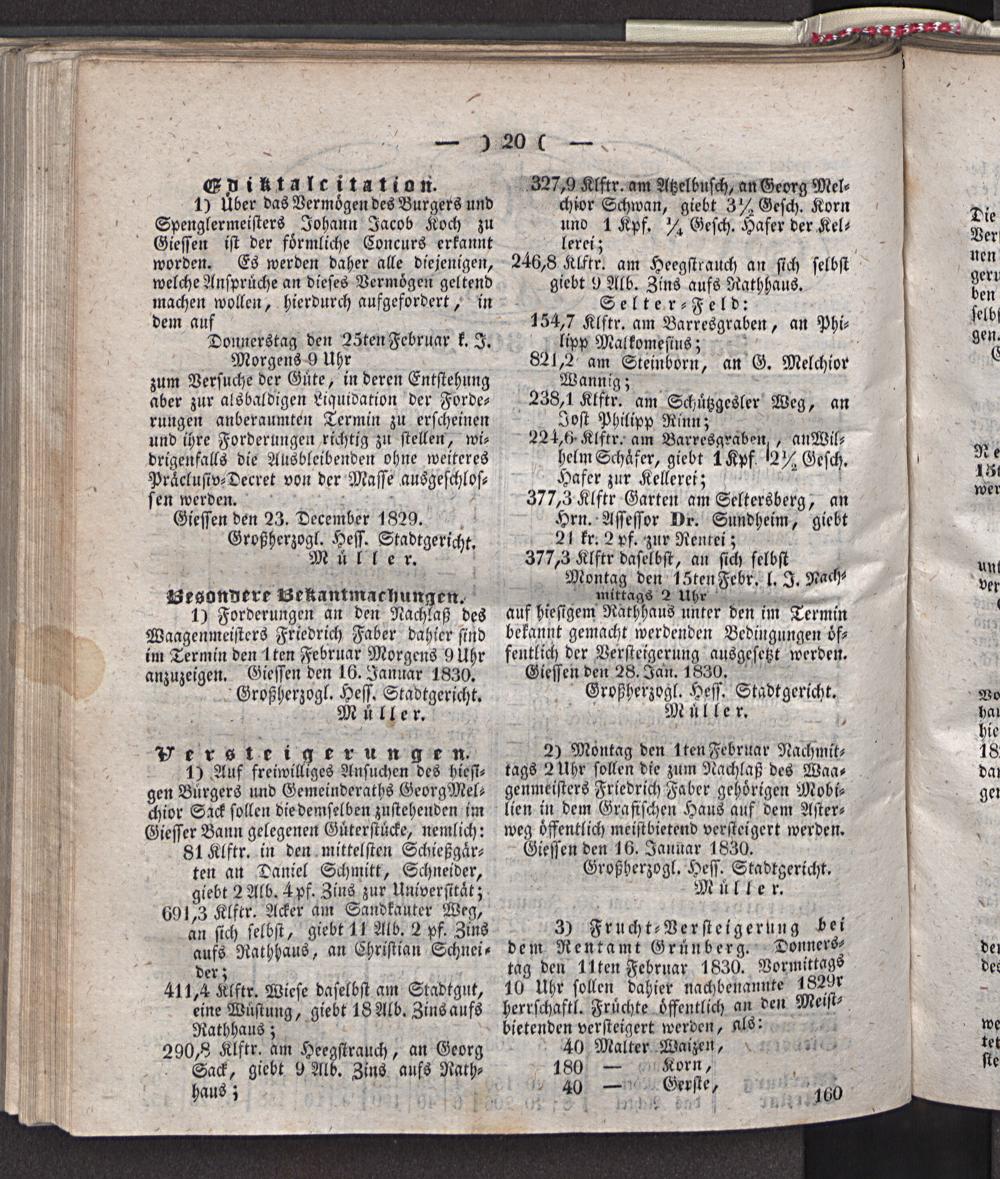 — ) 20 ( —
Ediktalcitation.
1) Über das Vermögen des Burgers und
Spenglermeisters Johann Jacob Koch zu
Giessen ist der förmliche Concurs erkannt
worden. Es werden daher alle diejenigen,
welche Ansprüche an dieses Vermögen geltend
machen wollen, hierdurch aufgefordert, in
dem auf
Donnerstag den 25ten Februar k. J.
Morgens 9 Uhr
zum Versuche der Güte, in deren Entstehung
aber zur alsbaldigen Liquidation der Forde-
rungen anberaumten Termin zu erscheinen
und ihre Forderungen richtig zu stellen, wi-
drigenfalls die Ausbleibenden ohne weiteres
Präclusiv-Decret von der Masse ausgeschlos-
sen werden.
Giessen den 23. December 1829.
Großherzogl. Hess. Stadtgericht.
Müller.
Besondere Bekantmachungen.
1) Forderungen an den Nachlaß des
Waagenmeisters Friedrich Faber dahier sind
im Termin den 1ten Februar Morgens 9 Uhr
anzuzeigen. Giessen den 16. Januar 1830.
Großherzogl. Hess. Stadtgericht.
Müller.
Versteigerungen.
1) Auf freiwilliges Ansuchen des hiesi-
gen Bürgers und Gemeinderaths Georg Mel-
chior Sack sollen die demselben zustehenden im
Giesser Bann gelegenen Güterstücke, nemlich:
81 Klftr. in den mittelsten Schießgär-
ten an Daniel Schmitt, Schneider,
giebt 2 Alb. 4 pf. Zins zur Universität;
691,3 Klftr. Acker am Sandkauter Weg,
an sich selbst, giebt 11 Alb. 2 pf. Zins
aufs Rathhaus, an Christian Schnei-
der;
411,4 Klftr. Wiese daselbst am Stadtgut,
eine Wüstung, giebt 18 Alb. Zins aufs
Rathhaus;
290,8 Klftr. am Heegstrauch, an Georg
Sack, giebt 9 Alb. Zins aufs Rath-
haus;
327,9 Klftr. am Atzelbusch, an Georg Mel-
chior Schwan, giebt 3½ Gesch. Korn
und 1 Kpf. ¼ Gesch. Hafer der Kel-
lerei;
246,8 Klftr. am Heegstrauch an sich selbst
giebt 9 Alb. Zins aufs Rathhaus.
Selter-Feld:
154,7 Klftr. am Barresgraben, an Phi-
lipp Malkomesius;
821,2 am Steinborn, an G. Melchior
Wannig;
238,1 Klftr. am Schützgesler Weg, an
Jost Philipp Rinn;
224,6 Klftr. am Barresgraben, an Wil-
helm Schäfer, giebt 1 Kpf. 2½ Gesch.
Hafer zur Kellerei;
377,3 Klftr Garten am Seltersberg, an
Hrn. Assessor Dr. Sundheim, giebt
21 kr. 2 pf. zur Rentei;
377,3 Klftr daselbst, an sich selbst
Montag den 15ten Febr. l. J. Nach-
mittags 2 Uhr
auf hiesigem Rathhaus unter den im Termin
bekannt gemacht werdenden Bedingungen öf-
fentlich der Versteigerung ausgesetzt werden.
Giessen den 28. Jan. 1830.
Großherzogl. Hess. Stadtgericht.
Müller.
2) Montag den 1ten Februar Nachmit-
tags 2 Uhr sollen die zum Nachlaß des Waa-
genmeisters Friedrich Faber gehörigen Mobi-
lien in dem Grafischen Haus auf dem Aster-
weg öffentlich meistbietend versteigert werden.
Giessen den 16. Januar 1830.
Großherzogl. Hess. Stadtgericht.
Müller.
3) Frucht-Versteigerung bei
dem Rentamt Grünberg. Donners-
tag den 11ten Februar 1830. Vormittags
10 Uhr sollen dahier nachbenannte 1829r
herrschaftl. Früchte öffentlich an den Meist-
bietenden versteigert werden, als:
40 Malter Waizen,
180 — Korn,
40 — Gerste,
160